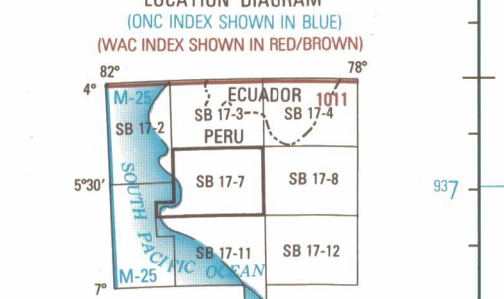 LOCATION DIAGRAM
(ONC INDEX SHOWN IN BLUE)
(WAC INDEX SHOWN IN RED/BROWN)
82° 78°
4°
M-25 ECUADOR 1011
SB 17-2 SB 17-3 SB 17-4
PERU
5°30' SB 17-7 SB 17-8
937
SOUTH PACIFIC OCEAN
SB 17-11 SB 17-12
M-25
7°